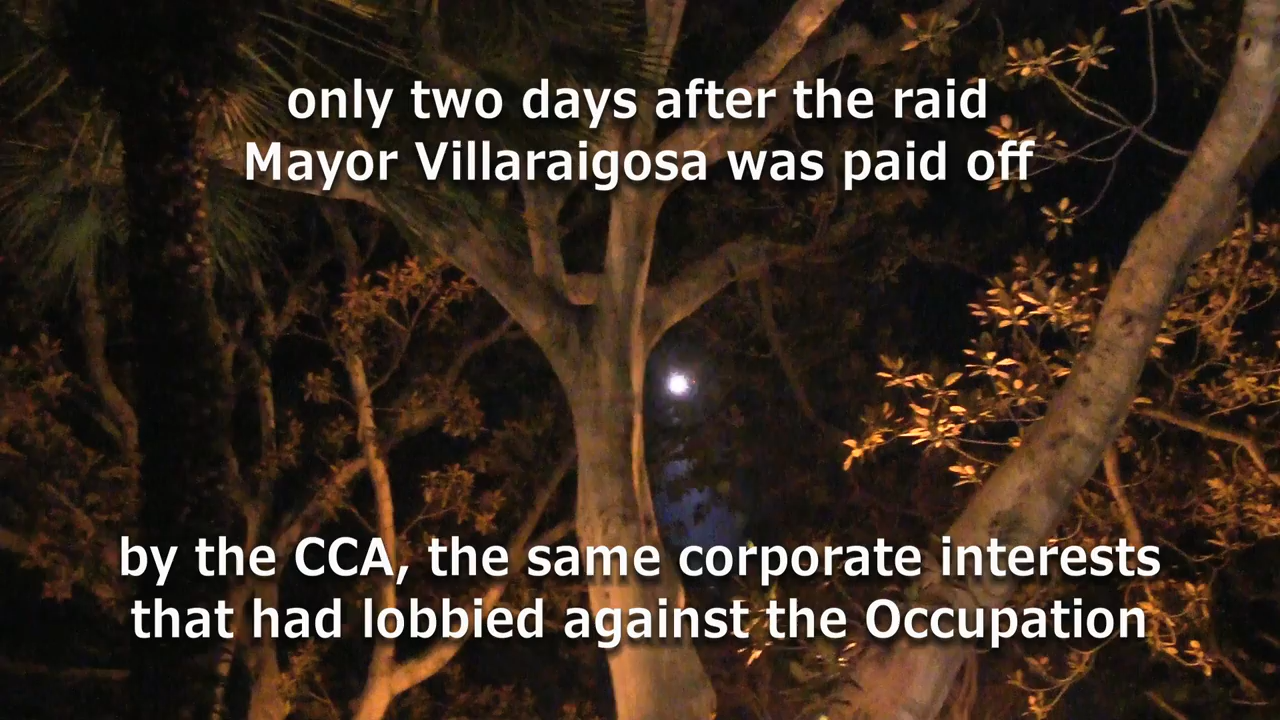 only two days after the raid
Mayor Villaraigosa was paid off
by the CCA, the same corporate interests
that had lobbied against the Occupation